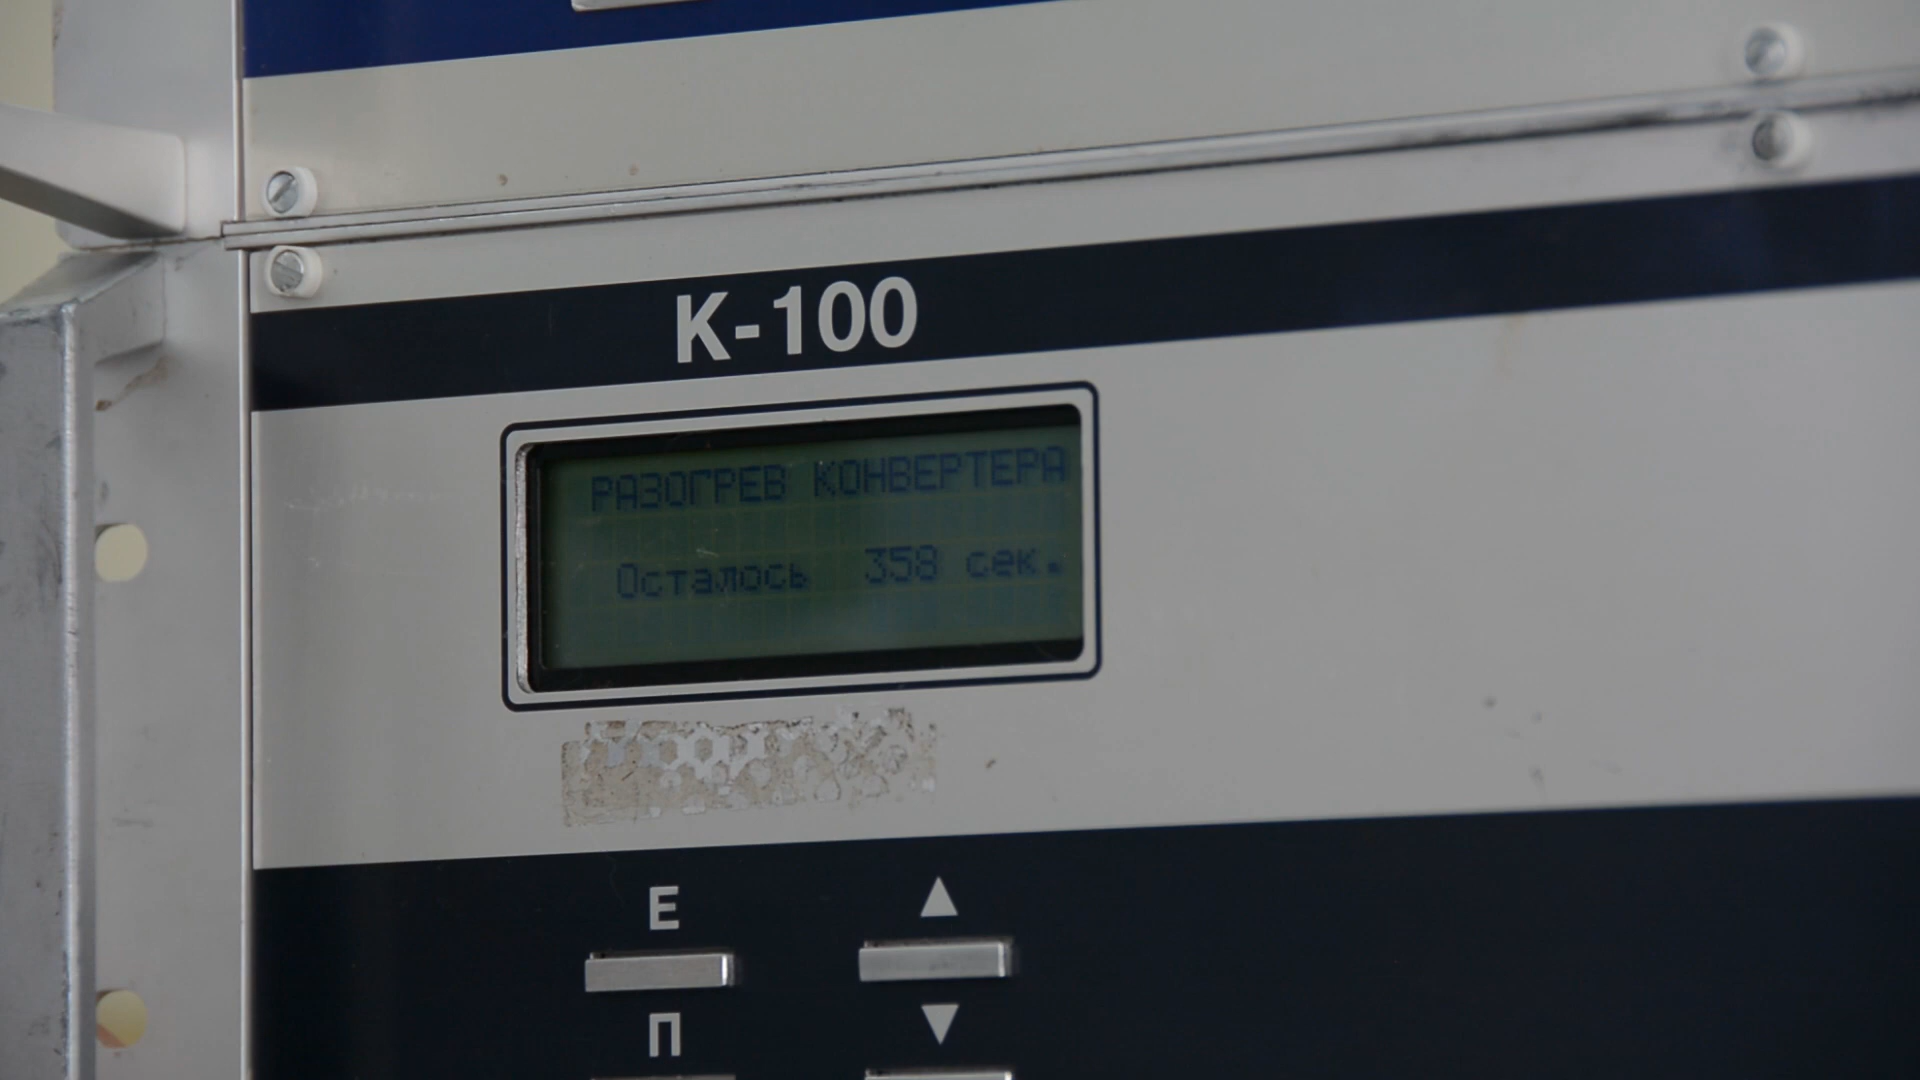 К-100
РАЗОГРЕВ КОНВЕРТЕРА
Осталось 358 сек.
Е
П